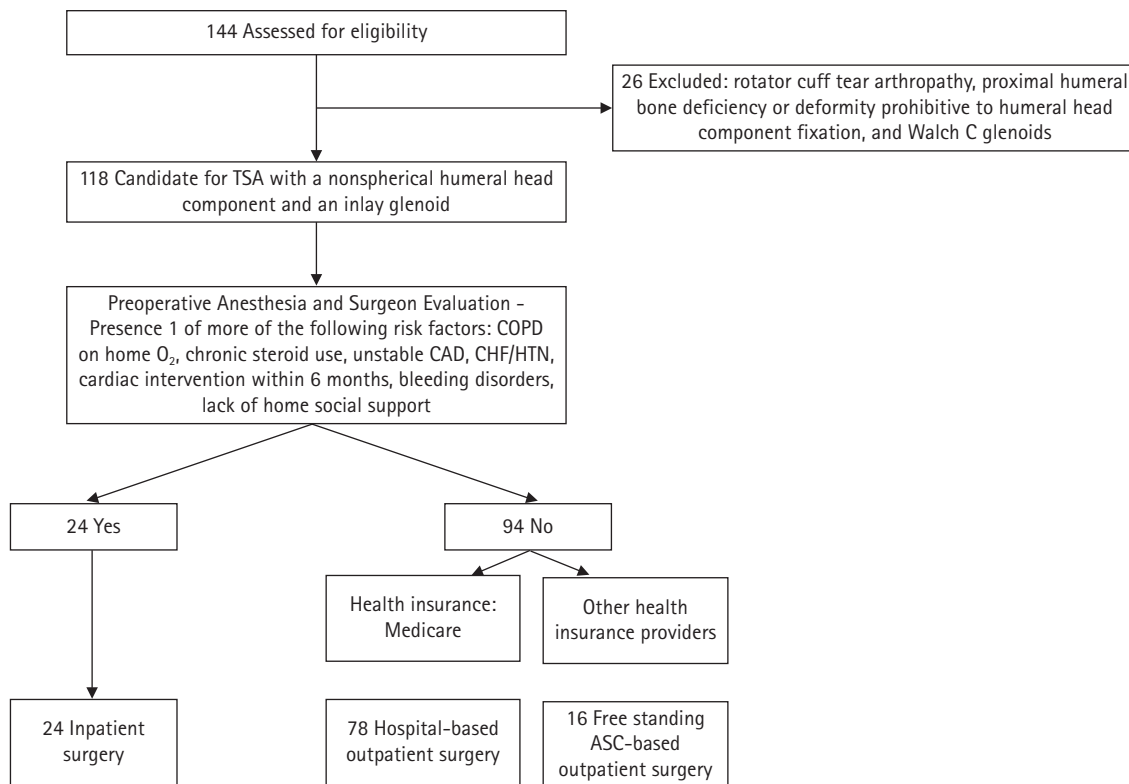 144 Assessed for eligibility
26 Excluded: rotator cuff tear arthropathy, proximal humeral
bone deficiency or deformity prohibitive to humeral head
component fixation, and Walch C glenoids
118 Candidate for TSA with a nonspherical humeral head
component and an inlay glenoid
Preoperative Anesthesia and Surgeon Evaluation -
Presence 1 of more of the following risk factors: COPD
on home O₂, chronic steroid use, unstable CAD, CHF/HTN,
cardiac intervention within 6 months, bleeding disorders,
lack of home social support
24 Yes
94 No
Health insurance:
Medicare
Other health
insurance providers
24 Inpatient
surgery
78 Hospital-based
outpatient surgery
16 Free standing
ASC-based
outpatient surgery